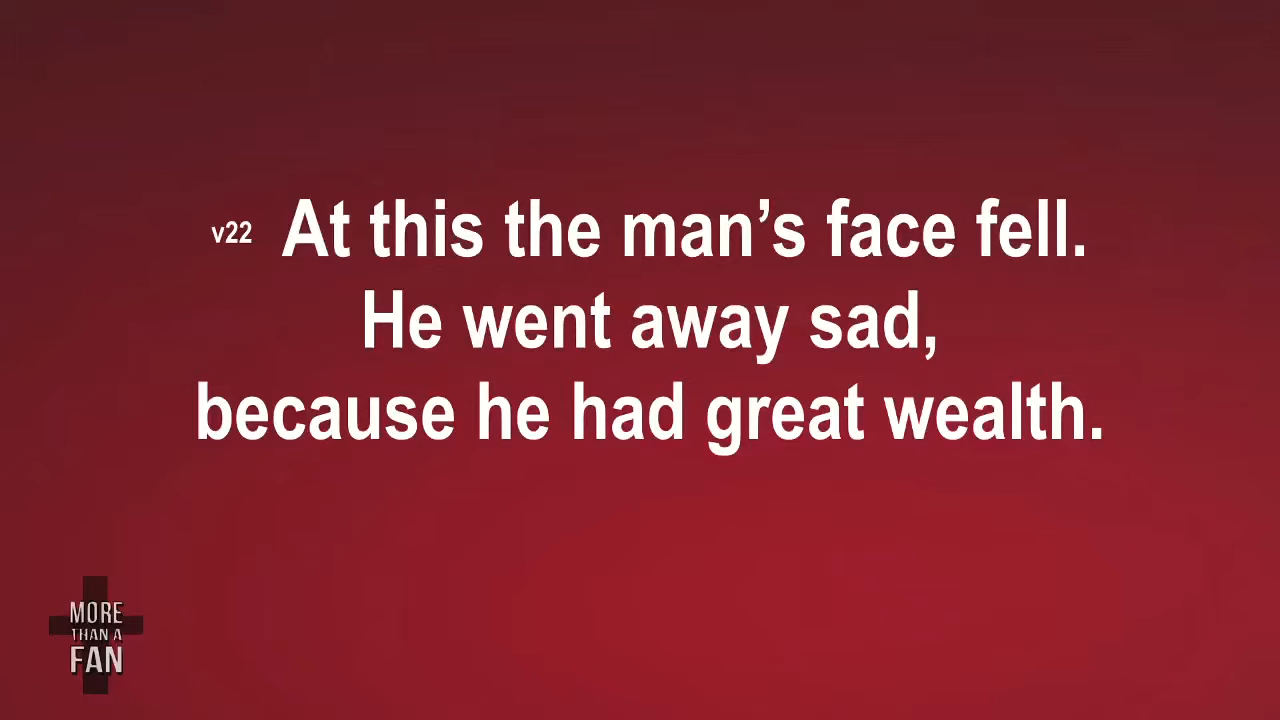 v22 At this the man’s face fell.
He went away sad,
because he had great wealth.
MORE
THAN A
FAN